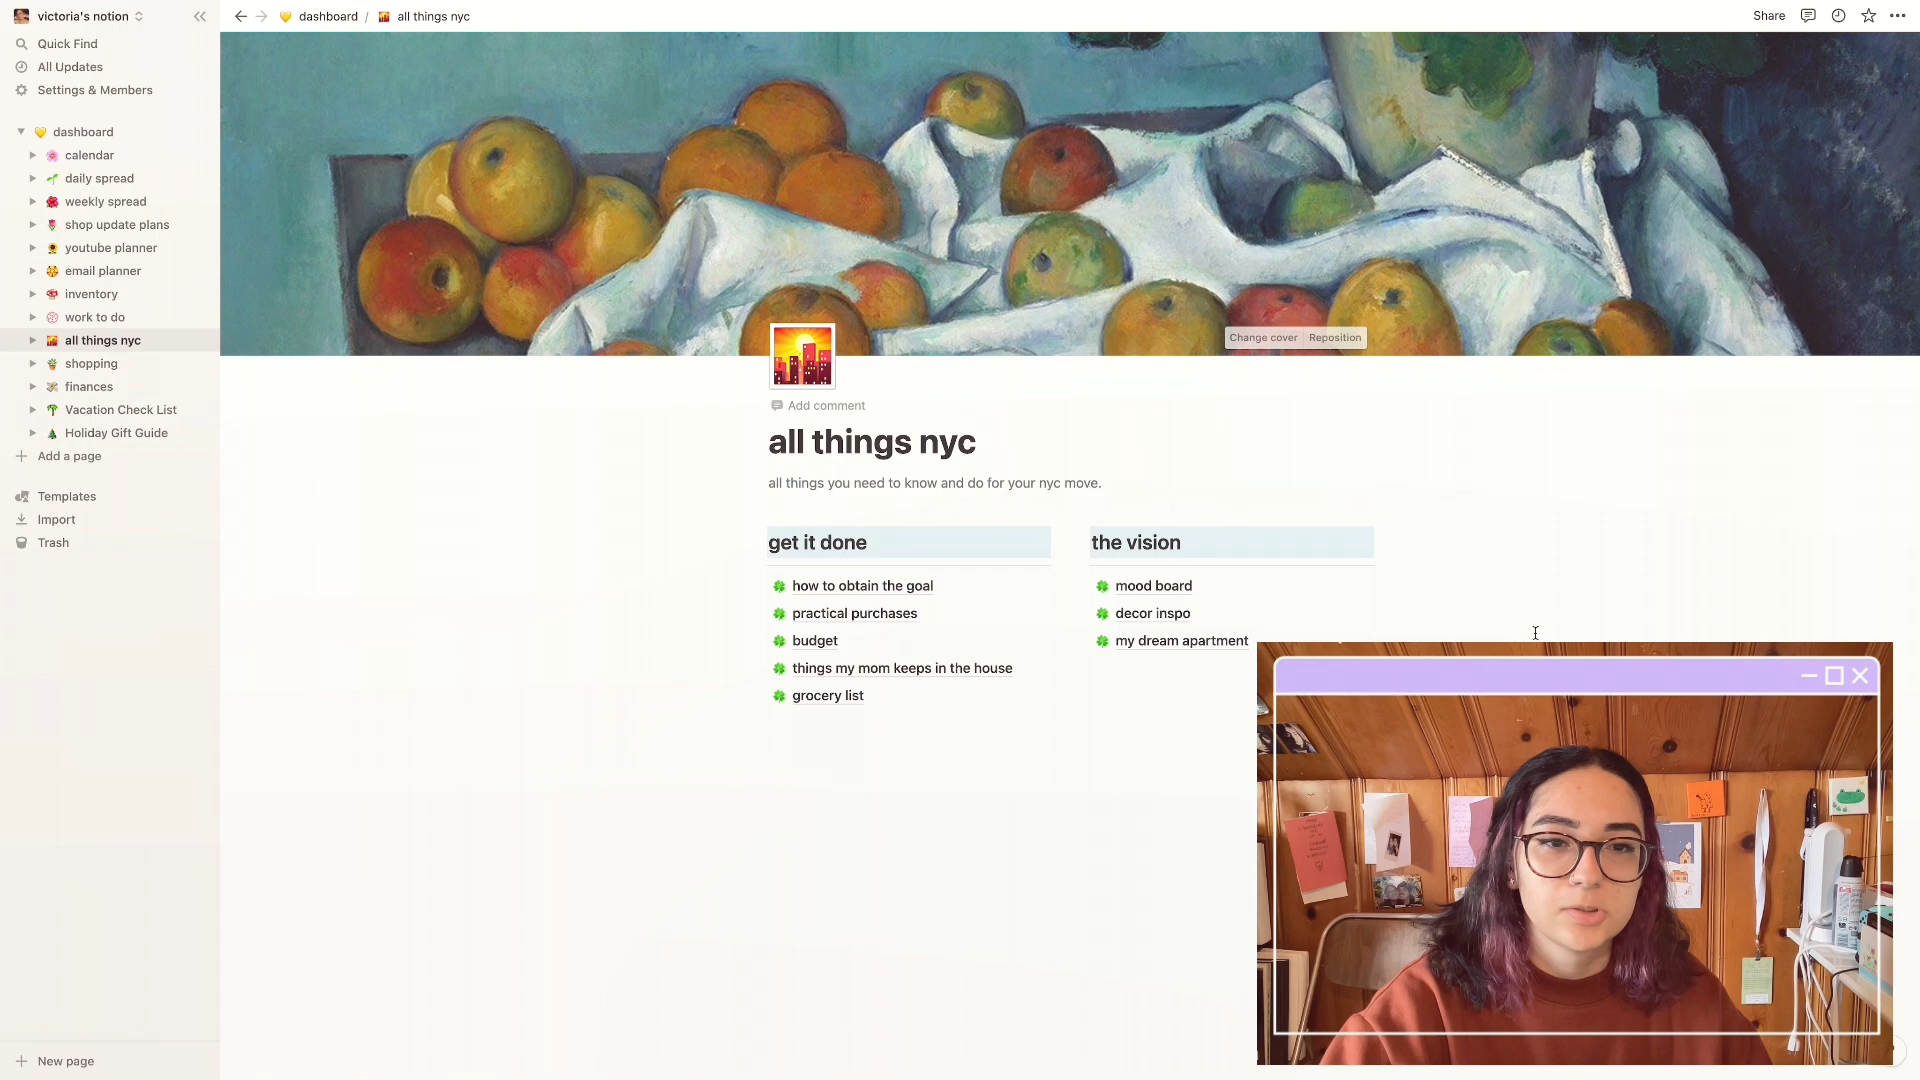 victoria's notion
Quick Find
All Updates
Settings & Members
dashboard
calendar
daily spread
weekly spread
shop update plans
youtube planner
email planner
inventory
work to do
all things nyc
shopping
finances
Vacation Check List
Holiday Gift Guide
Add a page
Templates
Import
Trash
New page
dashboard / all things nyc
Share
Change cover Reposition
Add comment
all things nyc
all things you need to know and do for your nyc move.
get it done
how to obtain the goal
practical purchases
budget
things my mom keeps in the house
grocery list
the vision
mood board
decor inspo
my dream apartment